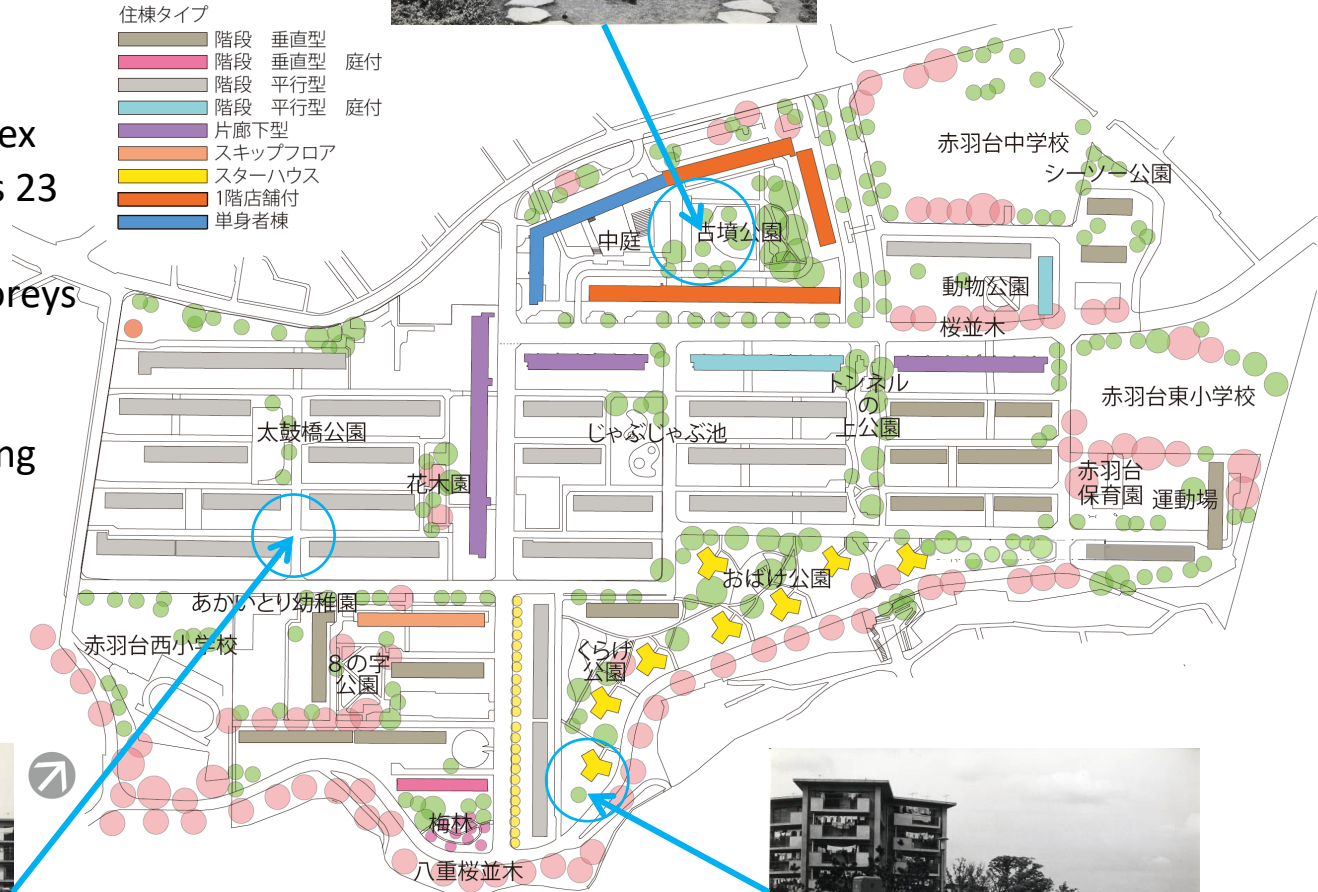 住棟タイプ
階段　垂直型
階段　垂直型　庭付
階段　平行型
階段　平行型　庭付
片廊下型
スキップフロア
スターハウス
1階店舗付
単身者棟
ex
s 23
oreys
ng
赤羽台中学校
シーソー公園
中庭
古墳公園
動物公園
桜並木
トンネル
の
上公園
赤羽台東小学校
太鼓橋公園
じゃぶじゃぶ池
花木園
赤羽台
保育園
運動場
おばけ公園
あかいとり幼稚園
赤羽台西小学校
8の字
公園
くらげ
公園
梅林
八重桜並木